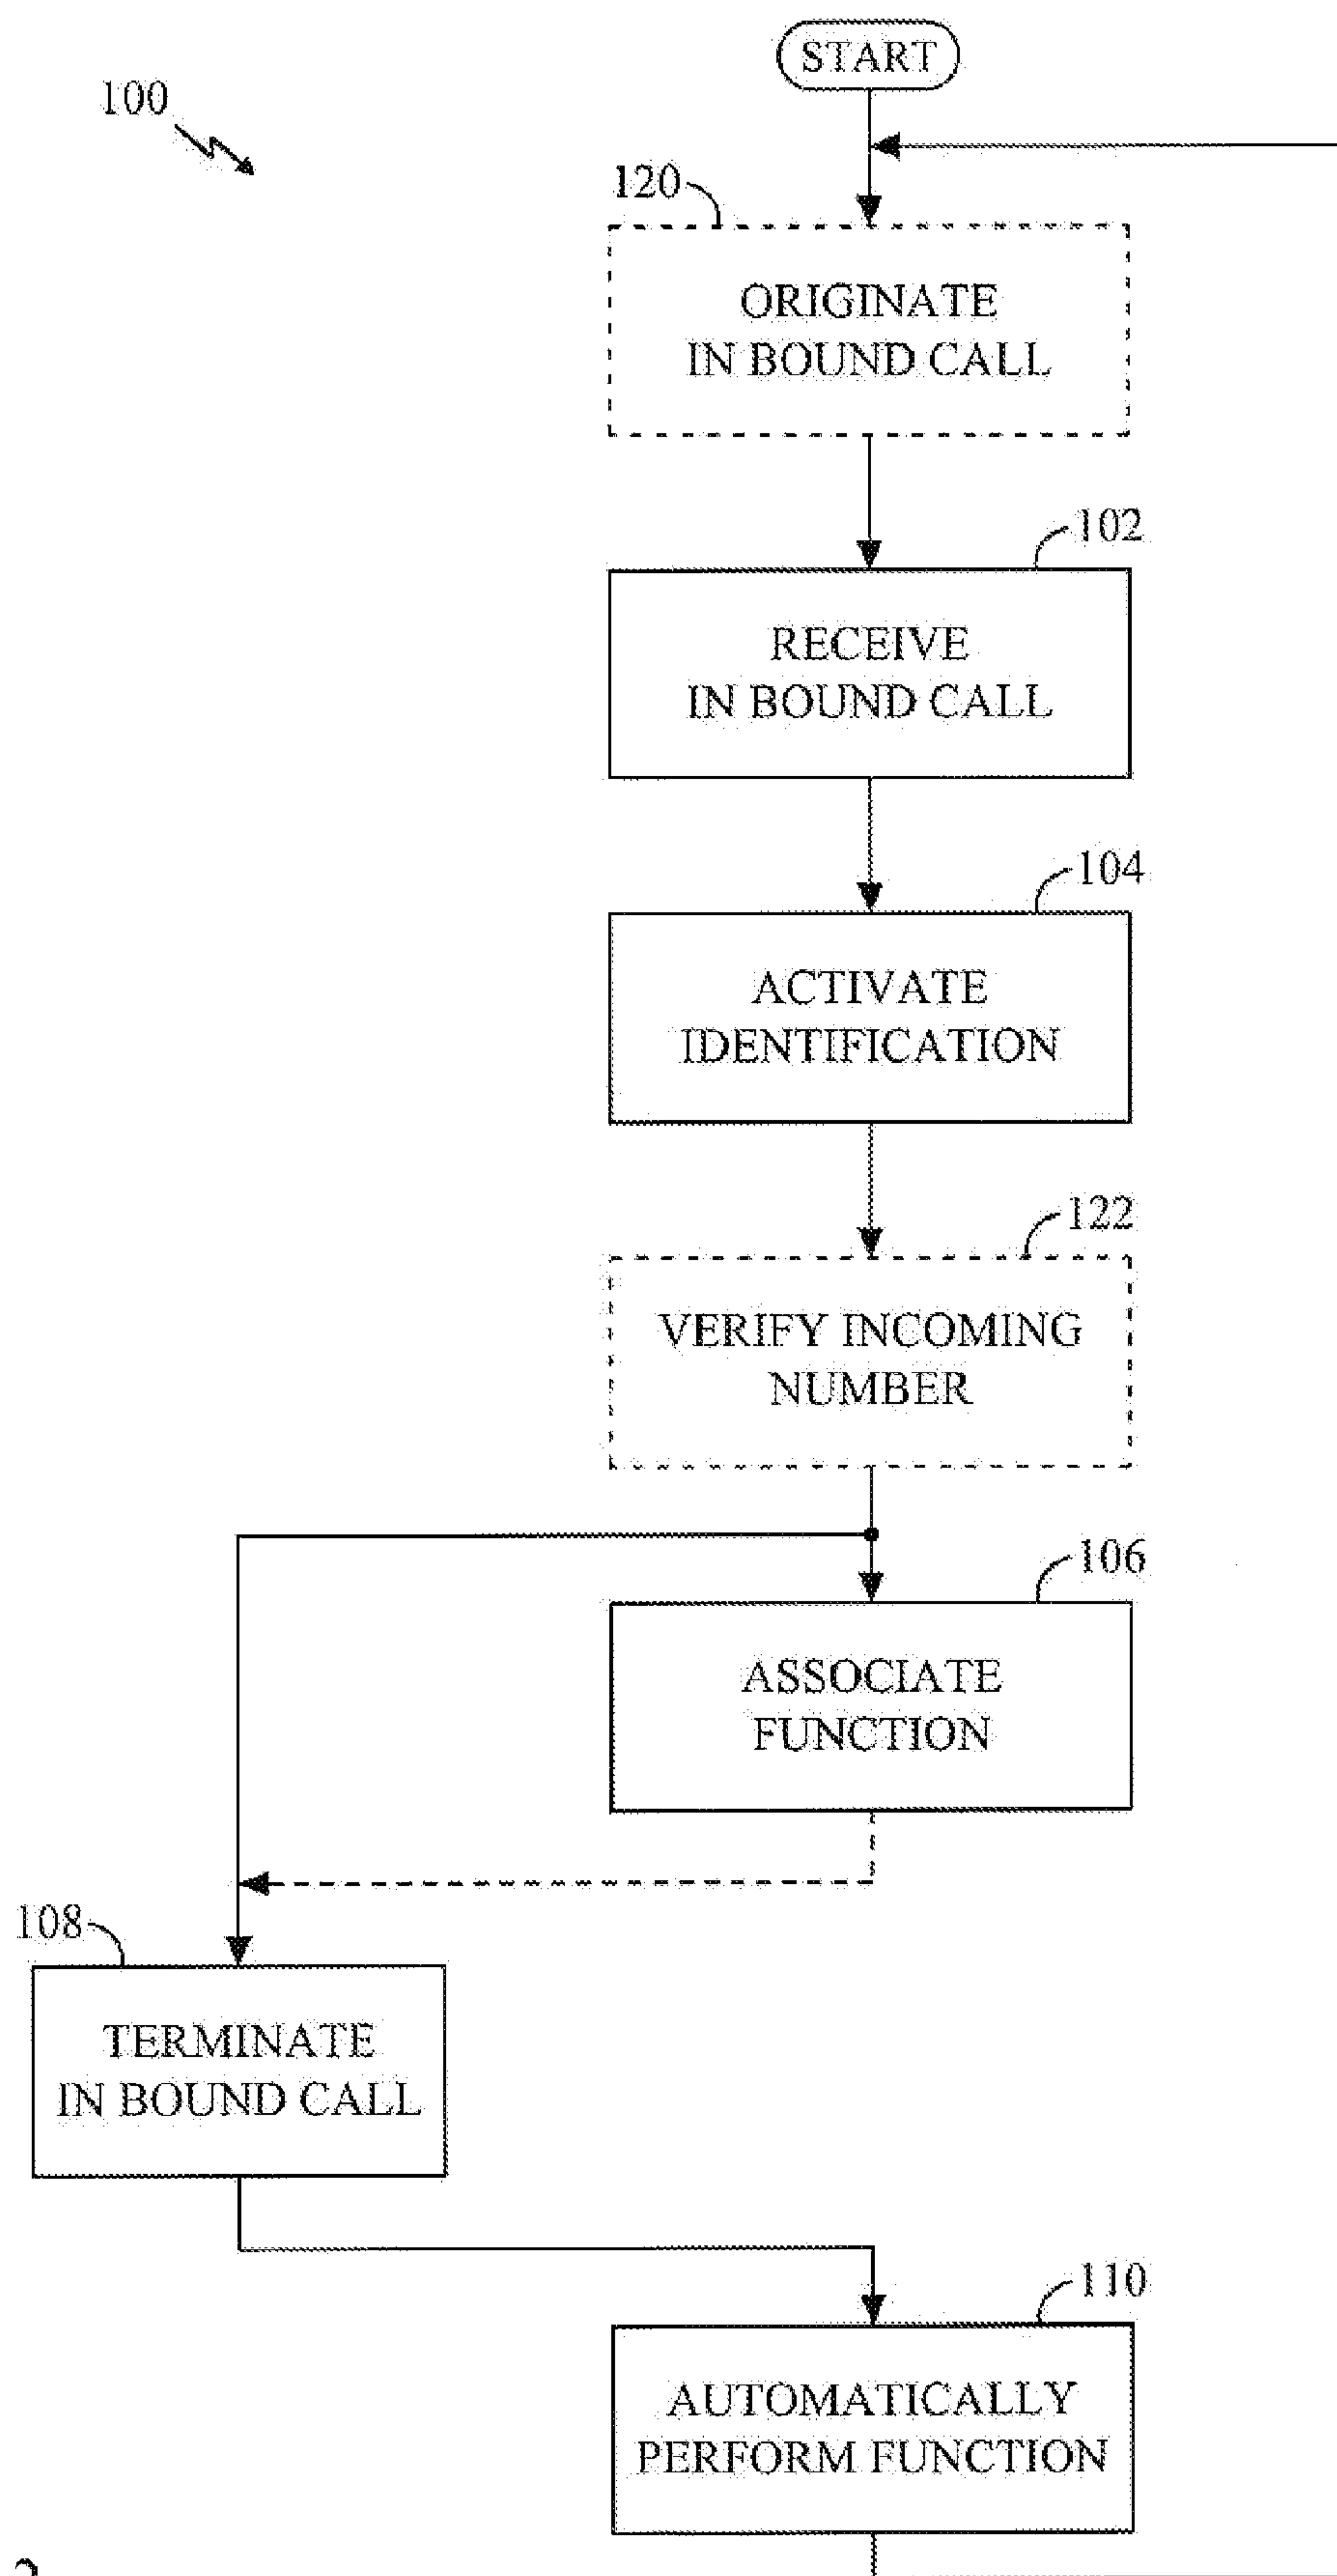 START
100
120
ORIGINATE
IN BOUND CALL
102
RECEIVE
IN BOUND CALL
104
ACTIVATE
IDENTIFICATION
122
VERIFY INCOMING
NUMBER
106
ASSOCIATE
FUNCTION
108
TERMINATE
IN BOUND CALL
110
AUTOMATICALLY
PERFORM FUNCTION